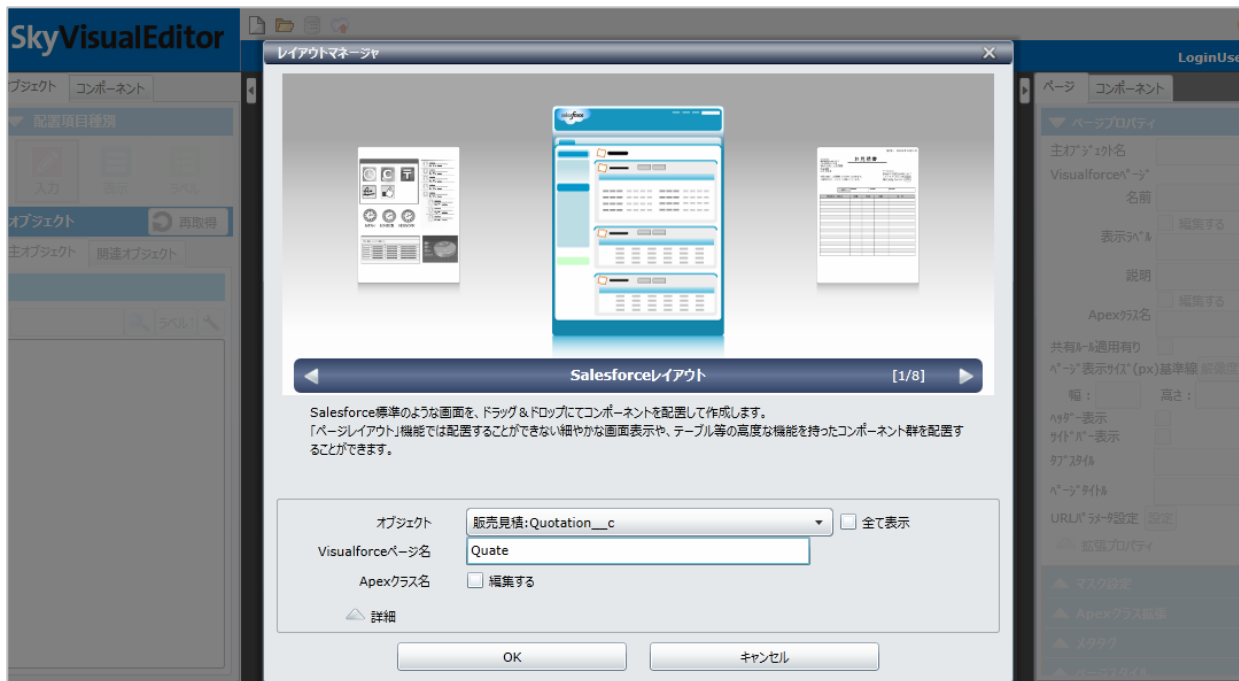 SkyVisualEditor
LoginUse
オブジェクト コンポーネント
配置項目種別
入力
オブジェクト 再取得
主オブジェクト 関連オブジェクト
ラベル↑
レイアウトマネージャ
salesforce
お見積書
Salesforceレイアウト [1/8]
Salesforce標準のような画面を、ドラッグ＆ドロップにてコンポーネントを配置して作成します。
「ページレイアウト」機能では配置することができない細やかな画面表示や、テーブル等の高度な機能を持ったコンポーネント群を配置す
ることができます。
オブジェクト 販売見積:Quotation__c 全て表示
Visualforceページ名 Quate
Apexクラス名 編集する
詳細
OK キャンセル
ページ コンポーネント
ページプロパティ
主オブジェクト名
Visualforceページ
名前
編集する
表示ラベル
説明
編集する
Apexクラス名
共有ルール適用有り
ページ表示サイズ(px)基準線 解像度
幅： 高さ：
ヘッダー表示
サイドバー表示
タブスタイル
ページタイトル
URLパラメータ設定 設定
拡張プロパティ
マスク設定
Apexクラス拡張
メタタグ
ページスタイル